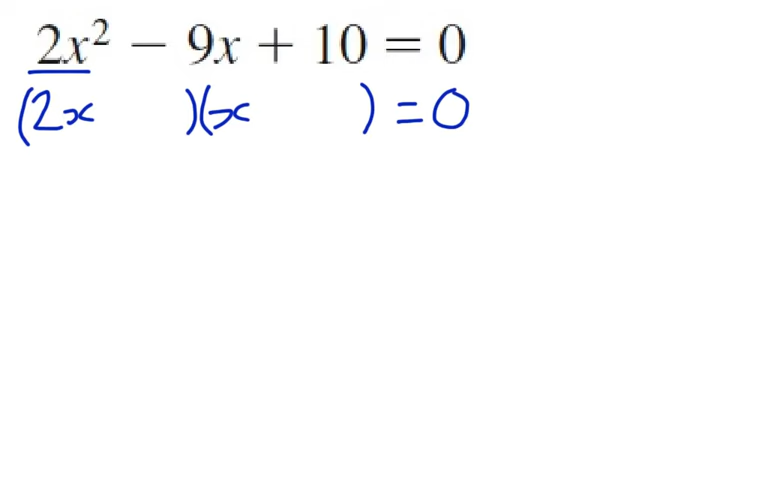 2x² − 9x + 10 = 0
(2x )(x ) = 0